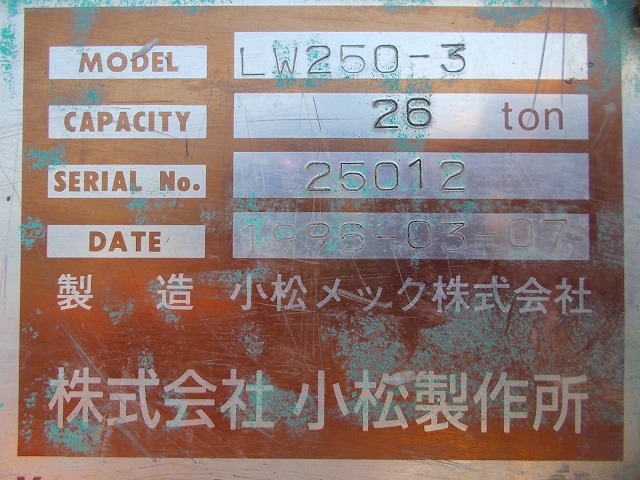 MODEL LW250-3
CAPACITY 26 ton
SERIAL No. 25012
DATE 1996-03-07
製造 小松メック株式会社
株式会社 小松製作所